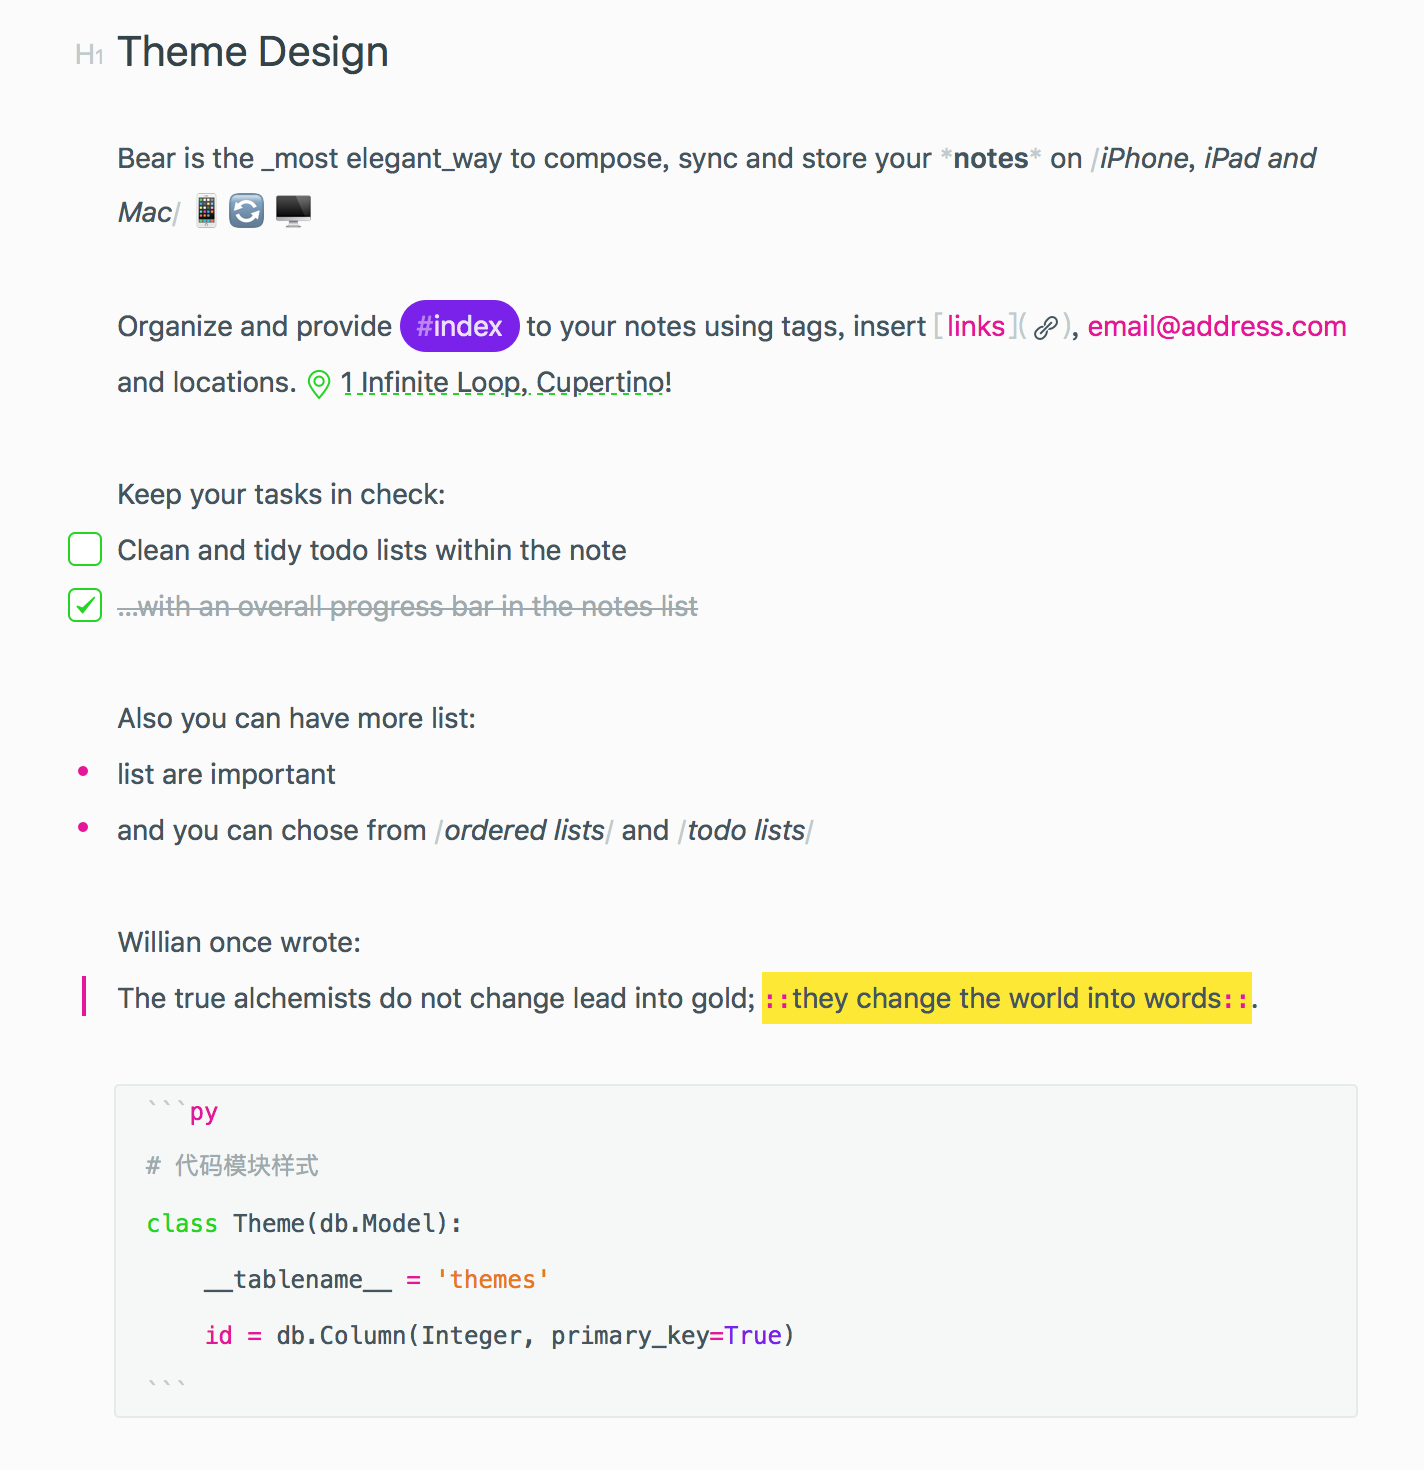 H1 Theme Design
Bear is the _most elegant_way to compose, sync and store your *notes* on /iPhone, iPad and
Mac/ 📱 🔄 🖥️
Organize and provide #index to your notes using tags, insert [links](🔗), email@address.com
and locations. 1 Infinite Loop, Cupertino!
Keep your tasks in check:
Clean and tidy todo lists within the note
...with an overall progress bar in the notes list
Also you can have more list:
• list are important
• and you can chose from /ordered lists/ and /todo lists/
Willian once wrote:
The true alchemists do not change lead into gold; ::they change the world into words::.
```py
# 代码模块样式
class Theme(db.Model):
    __tablename__ = 'themes'
    id = db.Column(Integer, primary_key=True)
```